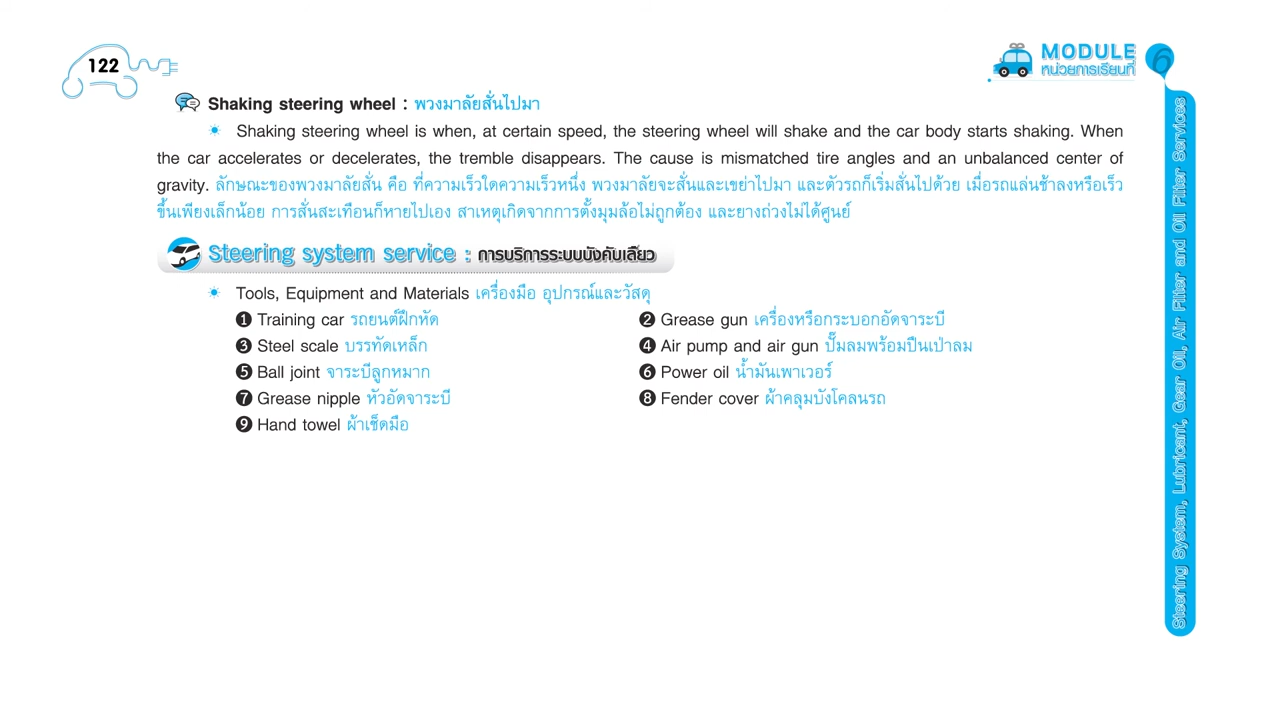 122
MODULE 6
หน่วยการเรียนที่
Shaking steering wheel : พวงมาลัยสั่นไปมา
Shaking steering wheel is when, at certain speed, the steering wheel will shake and the car body starts shaking. When
the car accelerates or decelerates, the tremble disappears. The cause is mismatched tire angles and an unbalanced center of
gravity. ลักษณะของพวงมาลัยสั่น คือ ที่ความเร็วใดความเร็วหนึ่ง พวงมาลัยจะสั่นและเขย่าไปมา และตัวรถก็เริ่มสั่นไปด้วย เมื่อรถแล่นช้าลงหรือเร็ว
ขึ้นเพียงเล็กน้อย การสั่นสะเทือนก็หายไปเอง สาเหตุเกิดจากการตั้งมุมล้อไม่ถูกต้อง และยางถ่วงไม่ได้ศูนย์
Steering system service : การบริการระบบบังคับเลี้ยว
Tools, Equipment and Materials เครื่องมือ อุปกรณ์และวัสดุ
❶ Training car รถยนต์ฝึกหัด ❷ Grease gun เครื่องหรือกระบอกอัดจาระบี
❸ Steel scale บรรทัดเหล็ก ❹ Air pump and air gun ปั๊มลมพร้อมปืนเป่าลม
❺ Ball joint จาระบีลูกหมาก ❻ Power oil น้ำมันเพาเวอร์
❼ Grease nipple หัวอัดจาระบี ❽ Fender cover ผ้าคลุมบังโคลนรถ
❾ Hand towel ผ้าเช็ดมือ
Steering System, Lubricant, Gear Oil, Air Filter and Oil Filter Services